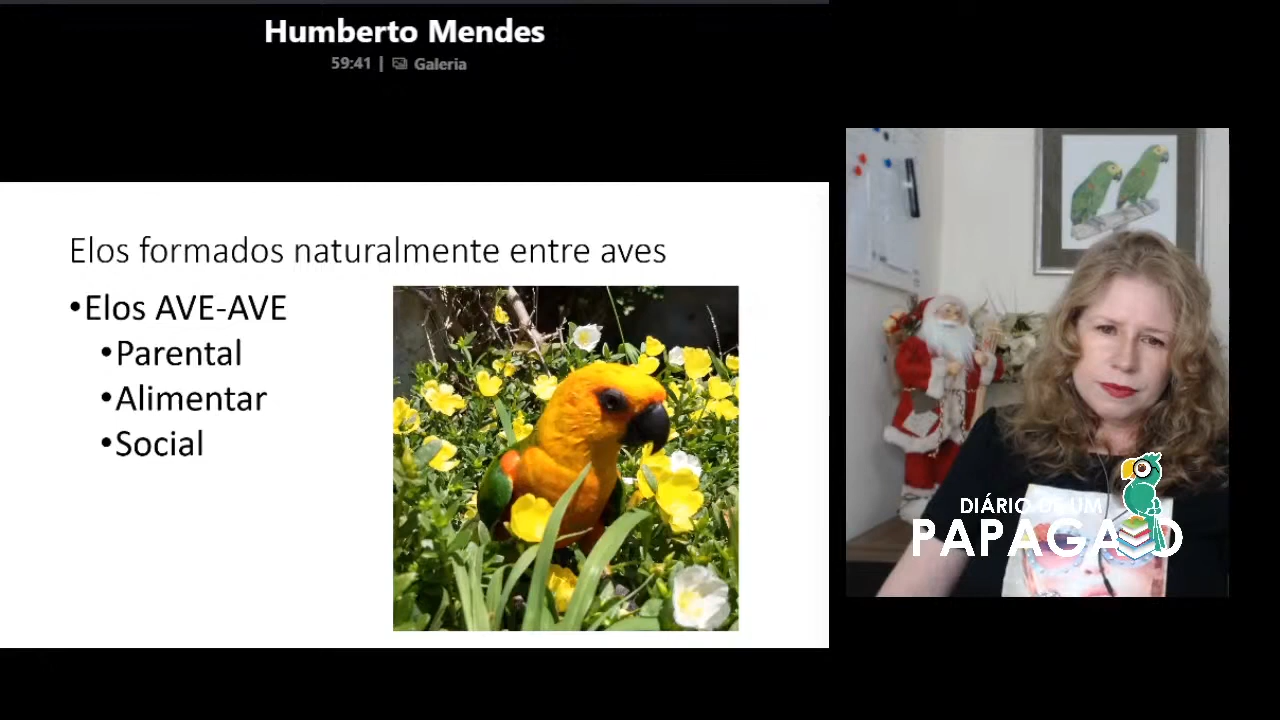 Humberto Mendes
59:41 | Galeria
Elos formados naturalmente entre aves
•Elos AVE-AVE
•Parental
•Alimentar
•Social
DIÁRIO DE UM
PAPAGAIO